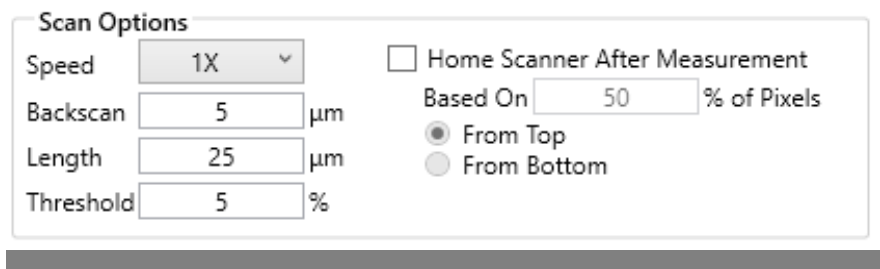 Scan Options
Speed 1X
Backscan 5 µm
Length 25 µm
Threshold 5 %
Home Scanner After Measurement
Based On 50 % of Pixels
From Top
From Bottom